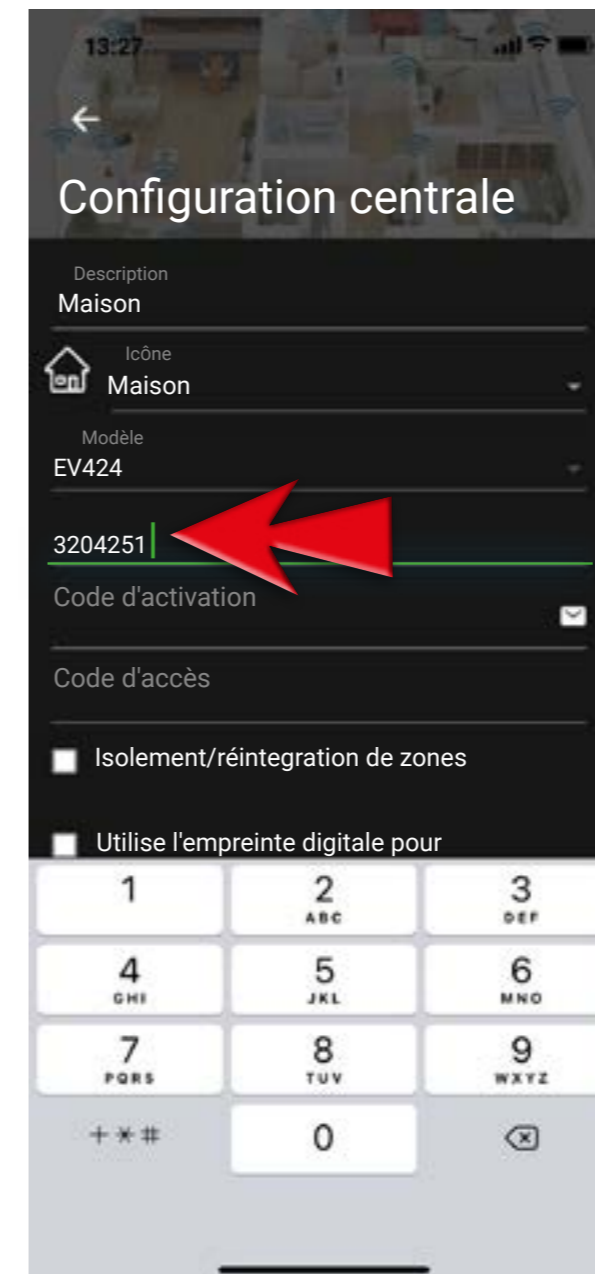 13:27
Configuration centrale
Description
Maison
Icône
Maison
Modèle
EV424
3204251
Code d'activation
Code d'accès
Isolement/réintegration de zones
Utilise l'empreinte digitale pour
1
2
ABC
3
DEF
4
GHI
5
JKL
6
MNO
7
PQRS
8
TUV
9
WXYZ
+*#
0